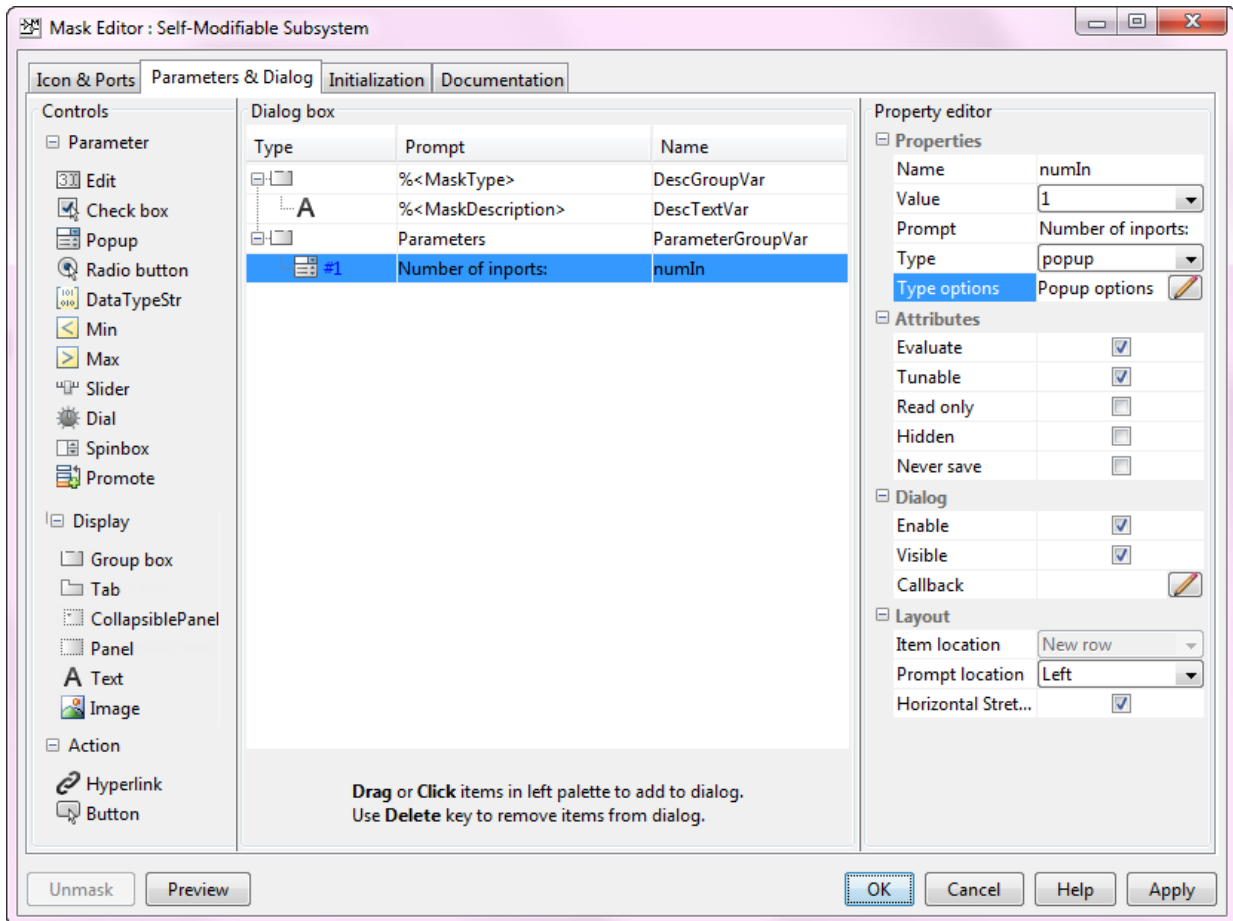 Mask Editor : Self-Modifiable Subsystem
Icon & Ports
Parameters & Dialog
Initialization
Documentation
Controls
Parameter
Edit
Check box
Popup
Radio button
DataTypeStr
Min
Max
Slider
Dial
Spinbox
Promote
Display
Group box
Tab
CollapsiblePanel
Panel
Text
Image
Action
Hyperlink
Button
Dialog box
Type Prompt Name
%<MaskType> DescGroupVar
A %<MaskDescription> DescTextVar
Parameters ParameterGroupVar
#1 Number of inports: numIn
Drag or Click items in left palette to add to dialog.
Use Delete key to remove items from dialog.
Property editor
Properties
Name numIn
Value 1
Prompt Number of inports:
Type popup
Type options Popup options
Attributes
Evaluate
Tunable
Read only
Hidden
Never save
Dialog
Enable
Visible
Callback
Layout
Item location New row
Prompt location Left
Horizontal Stret...
Unmask
Preview
OK
Cancel
Help
Apply